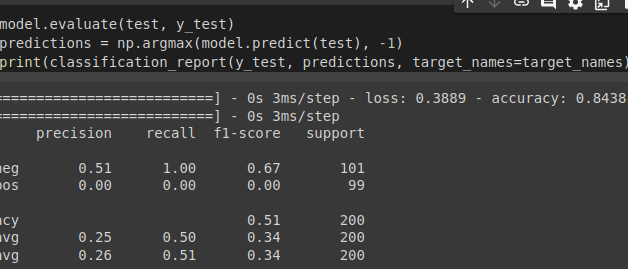 model.evaluate(test, y_test)
predictions = np.argmax(model.predict(test), -1)
print(classification_report(y_test, predictions, target_names=target_names)
==========================] - 0s 3ms/step - loss: 0.3889 - accuracy: 0.8438
==========================] - 0s 3ms/step
precision recall f1-score support
eg 0.51 1.00 0.67 101
os 0.00 0.00 0.00 99
cy 0.51 200
avg 0.25 0.50 0.34 200
avg 0.26 0.51 0.34 200